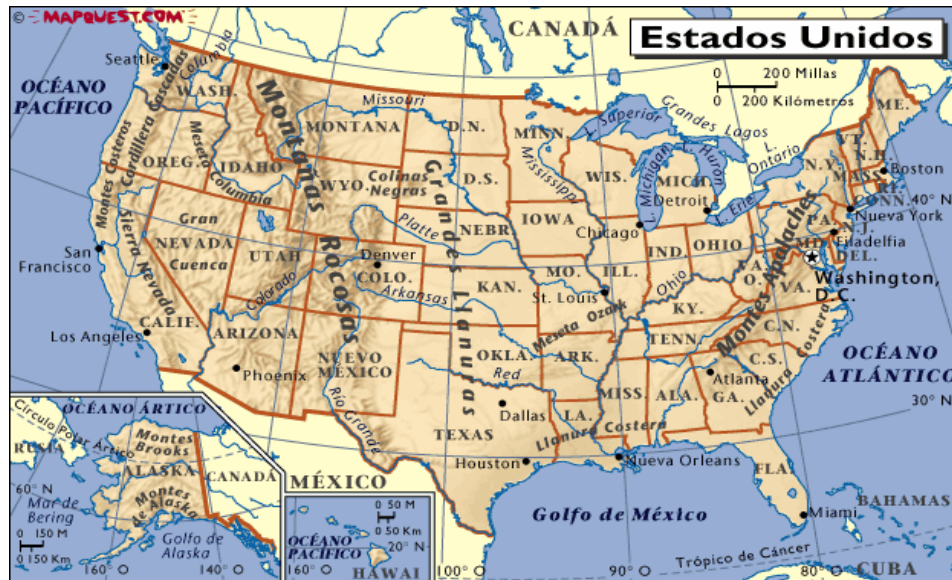 © MAPQUEST.COM™
Estados Unidos
0 200 Millas
0 200 Kilómetros
CANADÁ
OCÉANO
PACÍFICO
Seattle
Columbia
WASH.
Cordillera Cascadas
Montes Costeros
OREG.
Meseta
Columbia
IDAHO
Montañas
Rocosas
MONTANA
Missouri
D.N.
MINN.
Mississippi
L. Superior
Grandes Lagos
L. Huron
L. Michigan
L.
Ontario
L. Erie
ME.
VT.
N.H.
Boston
MASS.
RI.
CONN.
N.Y.
Nueva York
40° N
WIS.
MICH.
Detroit
WYO.
Colinas
Negras
D.S.
Grandes Llanuras
IOWA
Chicago
PA.
N.J.
Filadelfia
MD.
DEL.
Washington,
D.C.
Sierra Nevada
NEVADA
Gran
Cuenca
UTAH
Platte
NEBR.
Denver
COLO.
Colorado
Arkansas
KAN.
MO.
St. Louis
ILL.
IND.
OHIO
Ohio
V.
O.
VA.
KY.
Montes Apalaches
San
Francisco
CALIF.
Los Angeles
ARIZONA
Phoenix
NUEVO
MÉXICO
OKLA.
Red
Meseta Ozark
ARK.
TENN.
C.N.
C.S.
Llanura Costera
Atlanta
GA.
ALA.
MISS.
LA.
Llanura Costera
Dallas
TEXAS
Houston
Nueva Orleans
Río Grande
OCÉANO
ATLÁNTICO
30° N
FLA.
Miami
BAHAMAS
Golfo de México
Trópico de Cáncer
CUBA
MÉXICO
100° O
90° O
80° O
OCÉANO ÁRTICO
Círculo Polar Ártico
RUSIA
Montes
Brooks
ALASKA
CANADÁ
60° N
Montes
de Alaska
Mar de
Bering
Golfo de
Alaska
0 150 M
0 150 Km
160° O
140° O
0 50 M
0 50 Km
OCÉANO
PACÍFICO
20° N
160° O
HAWAI